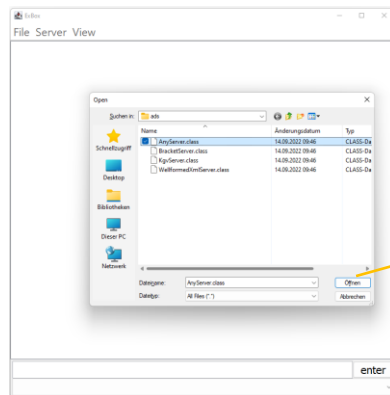 EnBox
File Server View
Open
Suchen in: ads
Name Änderungsdatum Typ
AnyServer.class 14.09.2022 09:46 CLASS-Da
BracketServer.class 14.09.2022 09:46 CLASS-Da
KgvServer.class 14.09.2022 09:46 CLASS-Da
WellformedXmlServer.class 14.09.2022 09:46 CLASS-Da
Schnellzugriff
Desktop
Bibliotheken
Dieser PC
Netzwerk
Dateiname: AnyServer.class Öffnen
Dateityp: All Files (*.*) Abbrechen
enter